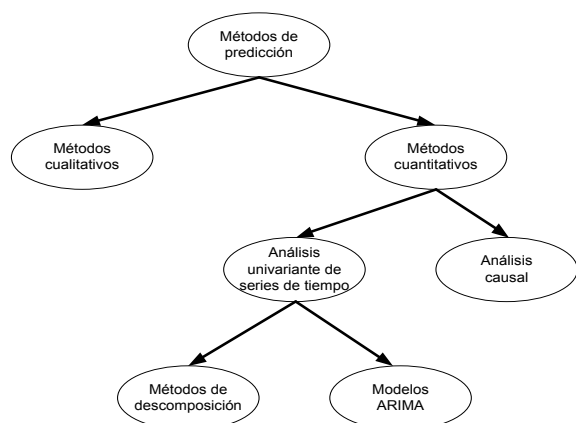 Métodos de
predicción
Métodos
cualitativos
Métodos
cuantitativos
Análisis
univariante de
series de tiempo
Análisis
causal
Métodos de
descomposición
Modelos
ARIMA